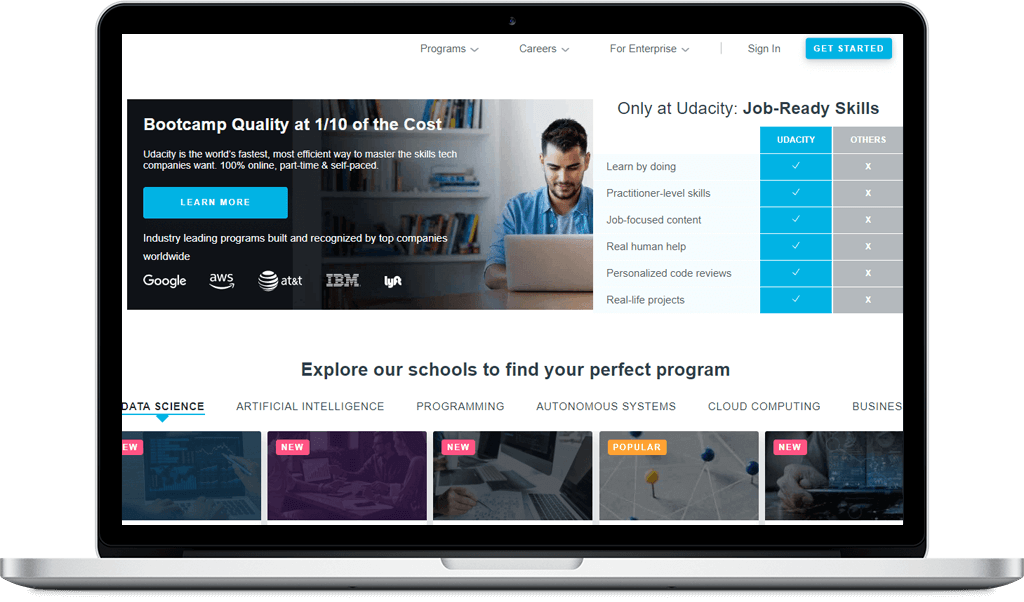 Programs
Careers
For Enterprise
Sign In
GET STARTED
Bootcamp Quality at 1/10 of the Cost
Udacity is the world's fastest, most efficient way to master the skills tech
companies want. 100% online, part-time & self-paced.
LEARN MORE
Industry leading programs built and recognized by top companies
worldwide
Google
aws
at&t
IBM
lyft
Only at Udacity: Job-Ready Skills
UDACITY OTHERS
Learn by doing ✓ x
Practitioner-level skills ✓ x
Job-focused content ✓ x
Real human help ✓ x
Personalized code reviews ✓ x
Real-life projects ✓ x
Explore our schools to find your perfect program
DATA SCIENCE
ARTIFICIAL INTELLIGENCE
PROGRAMMING
AUTONOMOUS SYSTEMS
CLOUD COMPUTING
BUSINES
EW
NEW
NEW
POPULAR
NEW